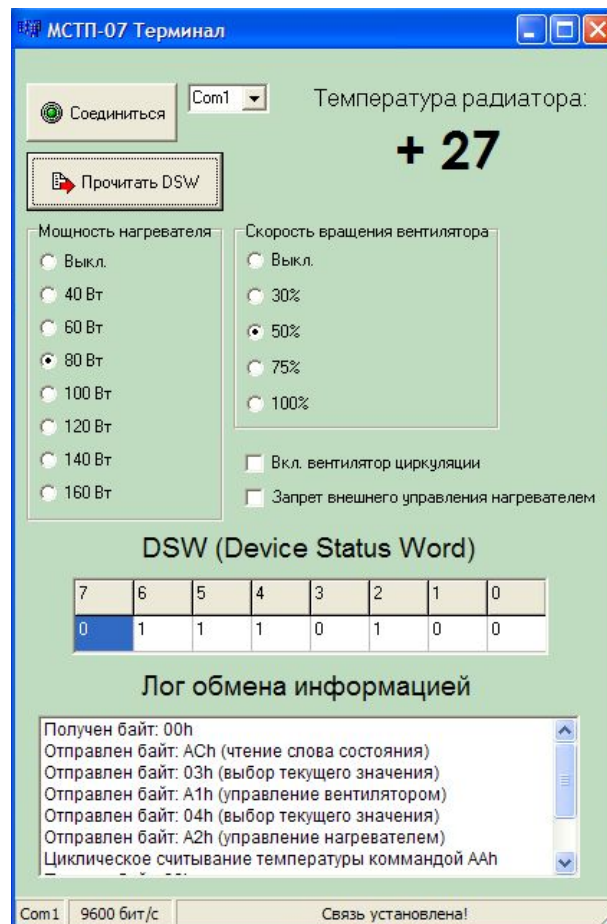 МСТП-07 Терминал
Соединиться
Com1
Температура радиатора:
+ 27
Прочитать DSW
Мощность нагревателя
Выкл.
40 Вт
60 Вт
80 Вт
100 Вт
120 Вт
140 Вт
160 Вт
Скорость вращения вентилятора
Выкл.
30%
50%
75%
100%
Вкл. вентилятор циркуляции
Запрет внешнего управления нагревателем
DSW (Device Status Word)
7 6 5 4 3 2 1 0
0 1 1 1 0 1 0 0
Лог обмена информацией
Получен байт: 00h
Отправлен байт: ACh (чтение слова состояния)
Отправлен байт: 03h (выбор текущего значения)
Отправлен байт: A1h (управление вентилятором)
Отправлен байт: 04h (выбор текущего значения)
Отправлен байт: A2h (управление нагревателем)
Циклическое считывание температуры коммандой AAh
Com1 9600 бит/с Связь установлена!